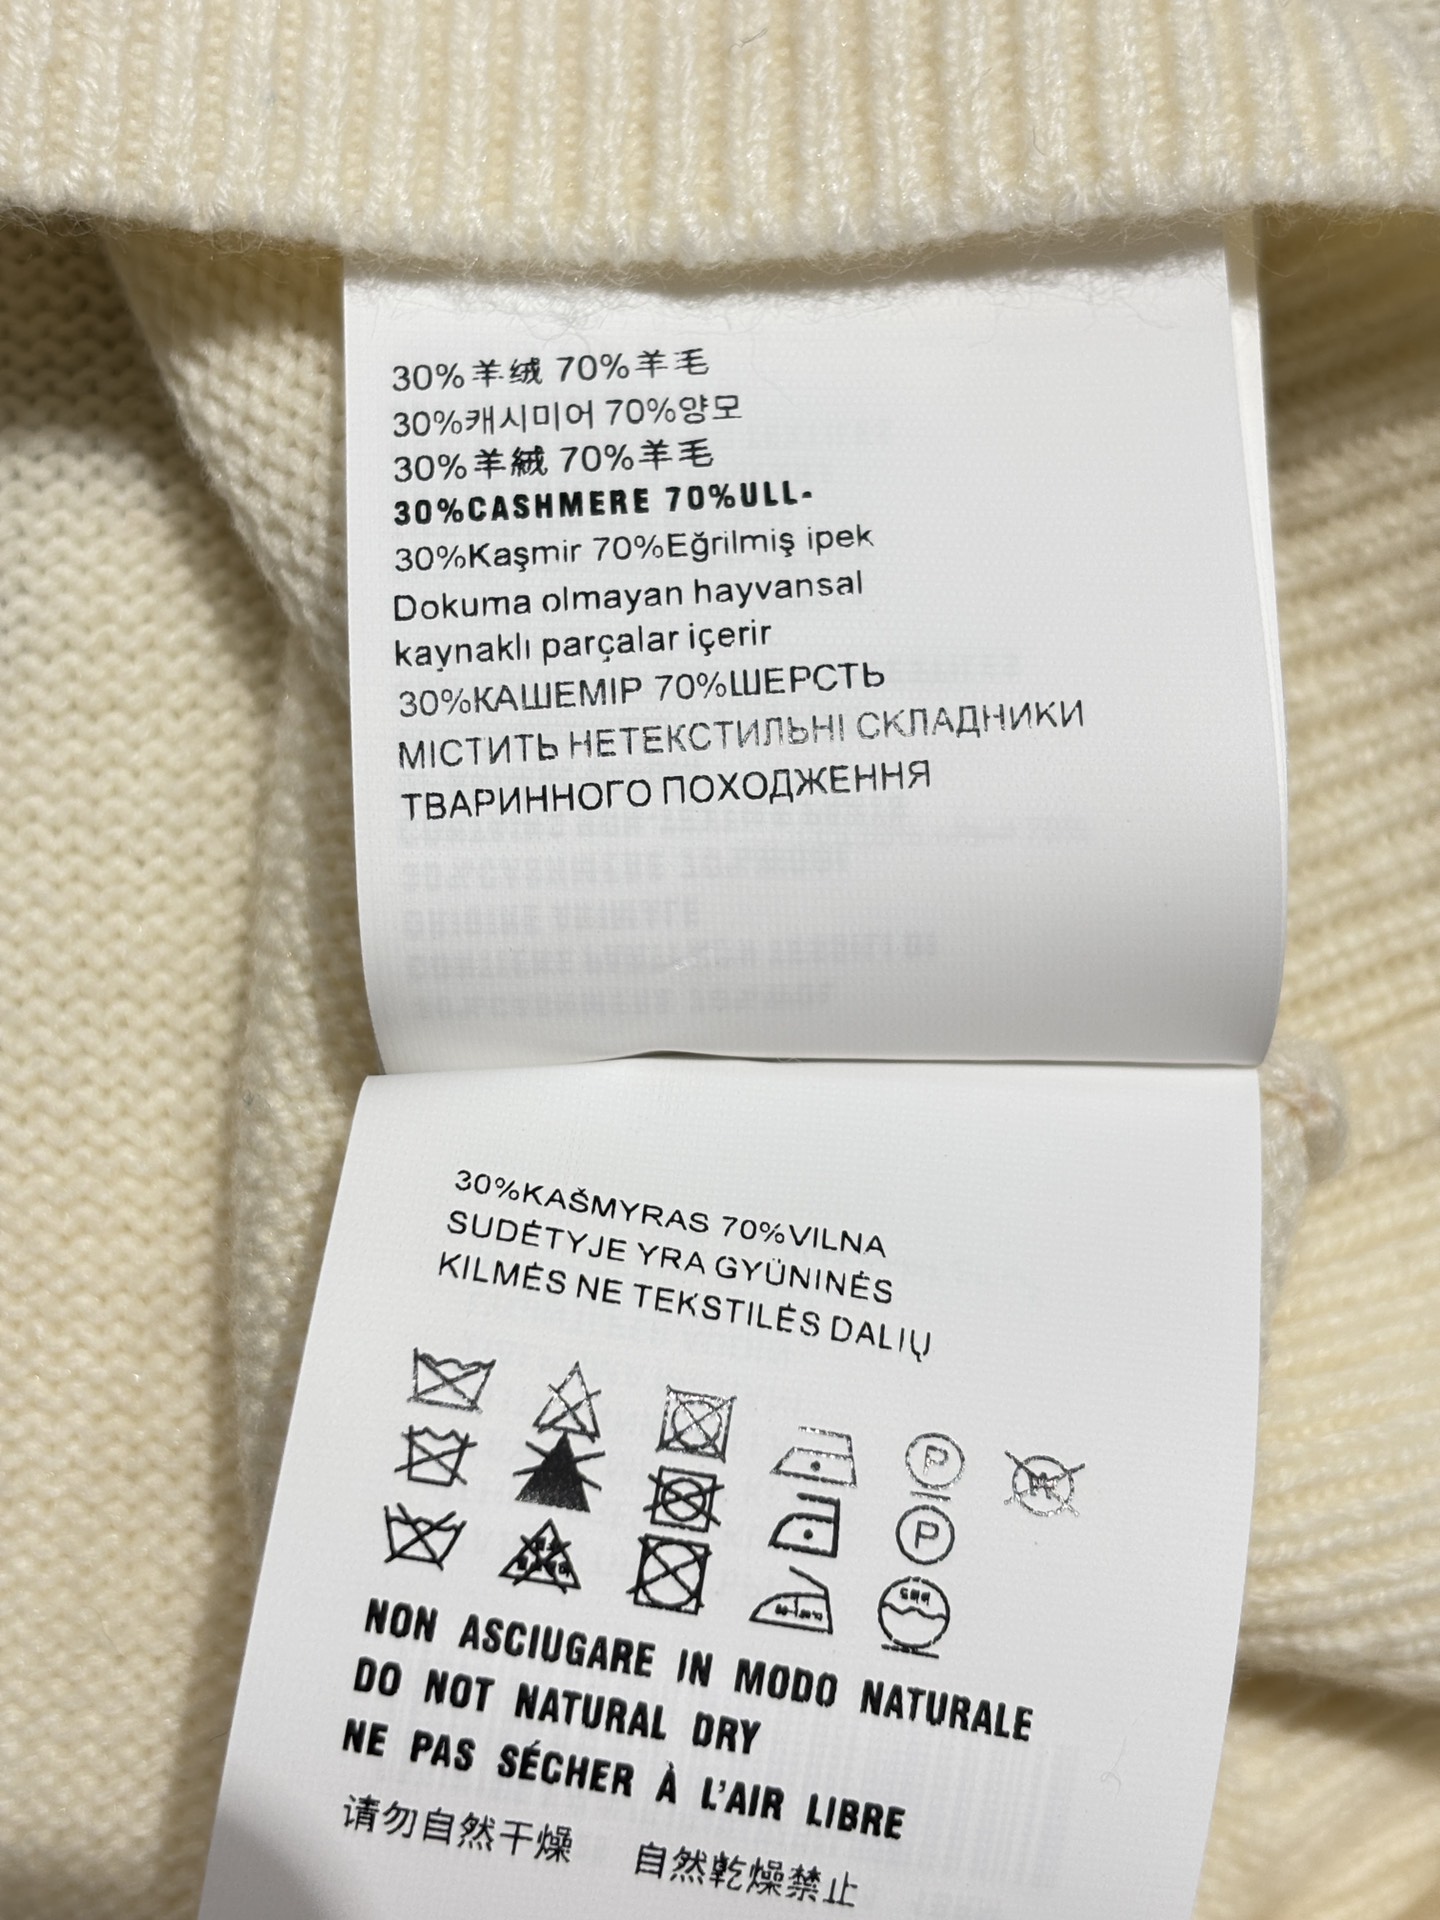 30%羊绒 70%羊毛
30%캐시미어 70%양모
30%羊絨 70%羊毛
30%CASHMERE 70%ULL-
30%Kaşmir 70%Eğrilmiş ipek
Dokuma olmayan hayvansal
kaynaklı parçalar içerir
30%КАШЕМІР 70%ШЕРСТЬ
МІСТИТЬ НЕТЕКСТИЛЬНІ СКЛАДНИКИ
ТВАРИННОГО ПОХОДЖЕННЯ
30%KAŠMYRAS 70%VILNA
SUDĖTYJE YRA GYŪNINĖS
KILMĖS NE TEKSTILĖS DALIŲ
P
P
NON ASCIUGARE IN MODO NATURALE
DO NOT NATURAL DRY
NE PAS SÉCHER À L'AIR LIBRE
请勿自然干燥 自然乾燥禁止